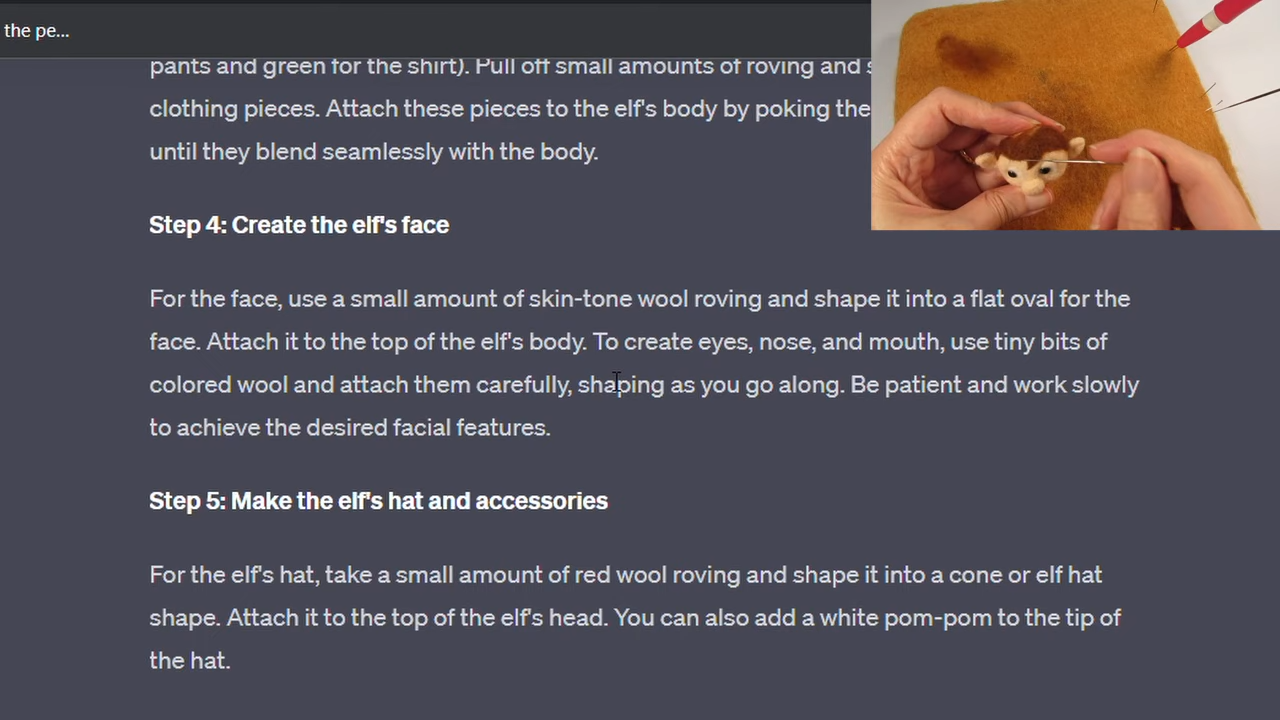 the pe...
pants and green for the shirt). Pull off small amounts of roving and
clothing pieces. Attach these pieces to the elf's body by poking the
until they blend seamlessly with the body.
Step 4: Create the elf's face
For the face, use a small amount of skin-tone wool roving and shape it into a flat oval for the
face. Attach it to the top of the elf's body. To create eyes, nose, and mouth, use tiny bits of
colored wool and attach them carefully, shaping as you go along. Be patient and work slowly
to achieve the desired facial features.
Step 5: Make the elf's hat and accessories
For the elf's hat, take a small amount of red wool roving and shape it into a cone or elf hat
shape. Attach it to the top of the elf's head. You can also add a white pom-pom to the tip of
the hat.